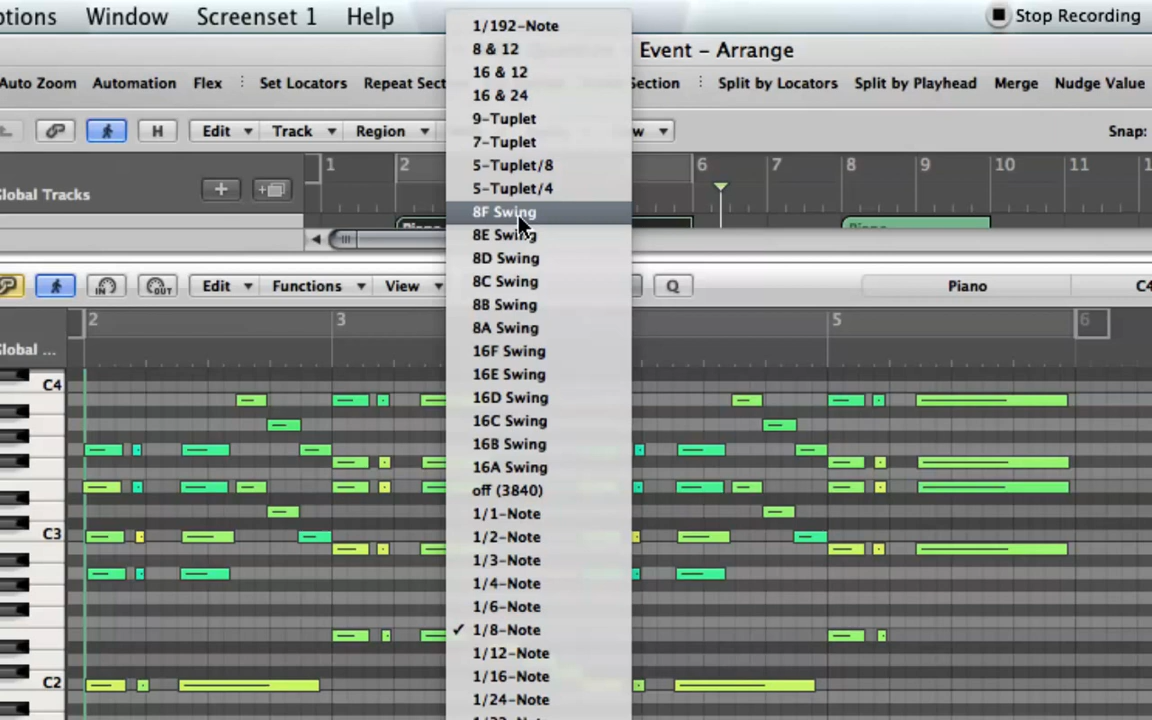 ptions Window Screenset 1 Help
Stop Recording
Event – Arrange
Auto Zoom Automation Flex Set Locators Repeat Sect Section Split by Locators Split by Playhead Merge Nudge Value
H Edit Track Region w Snap:
1 2 6 7 8 9 10 11 1
Global Tracks
Piano
Edit Functions View Q Piano C4
2 3 5 6
Global ...
C4
C3
C2
1/192-Note
8 & 12
16 & 12
16 & 24
9-Tuplet
7-Tuplet
5-Tuplet/8
5-Tuplet/4
8F Swing
8E Swing
8D Swing
8C Swing
8B Swing
8A Swing
16F Swing
16E Swing
16D Swing
16C Swing
16B Swing
16A Swing
off (3840)
1/1-Note
1/2-Note
1/3-Note
1/4-Note
1/6-Note
✓ 1/8-Note
1/12-Note
1/16-Note
1/24-Note